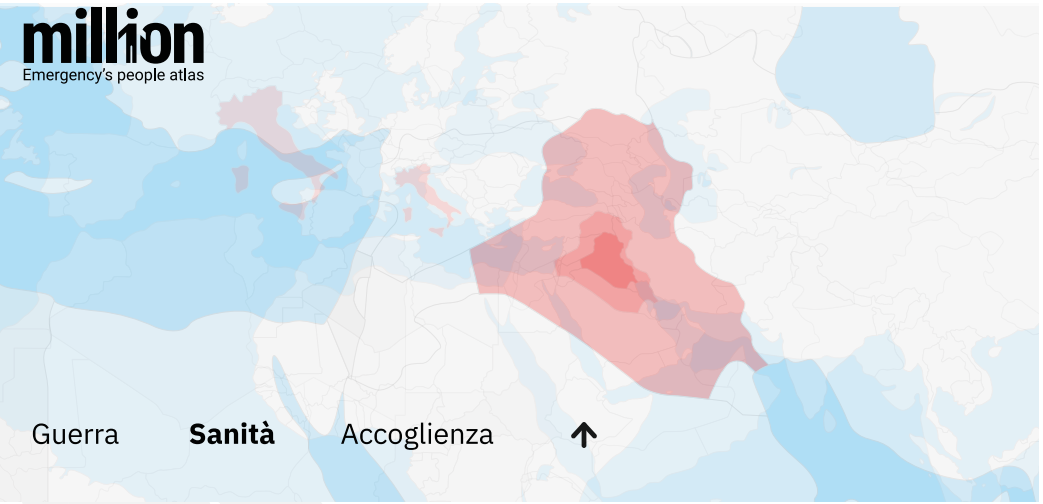 million
Emergency's people atlas
Guerra Sanità Accoglienza ↑